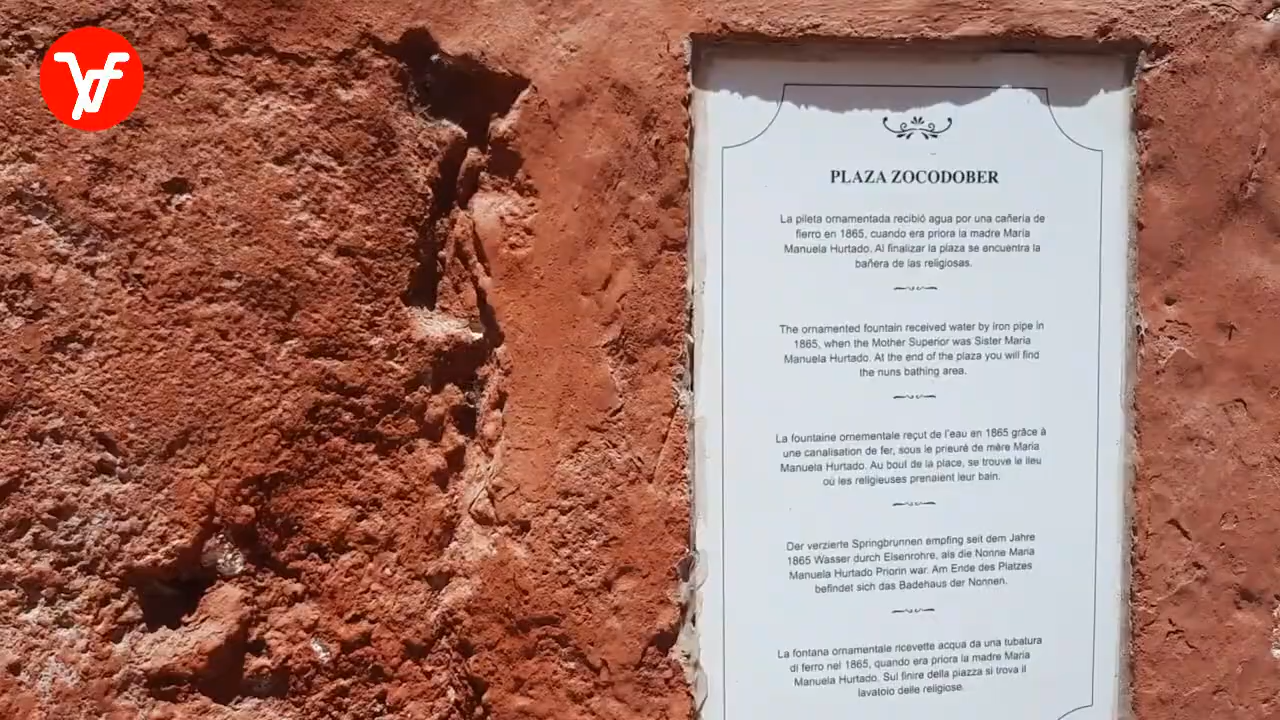 PLAZA ZOCODOBER
La pileta ornamentada recibió agua por una cañería de
fierro en 1865, cuando era priora la madre María
Manuela Hurtado. Al finalizar la plaza se encuentra la
bañera de las religiosas.
The ornamented fountain received water by iron pipe in
1865, when the Mother Superior was Sister Maria
Manuela Hurtado. At the end of the plaza you will find
the nuns bathing area.
La fountaine ornementale reçut de l'eau en 1865 grâce à
une canalisation de fer, sous le prieuré de mère Maria
Manuela Hurtado. Au bout de la place, se trouve le lieu
où les religieuses prenaient leur bain.
Der verzierte Springbrunnen empfing seit dem Jahre
1865 Wasser durch Eisenrohre, als die Nonne Maria
Manuela Hurtado Priorin war. Am Ende des Platzes
befindet sich das Badehaus der Nonnen.
La fontana ornamentale ricevette acqua da una tubatura
di ferro nel 1865, quando era priora la madre Maria
Manuela Hurtado. Sul finire della piazza si trova il
lavatoio delle religiose.